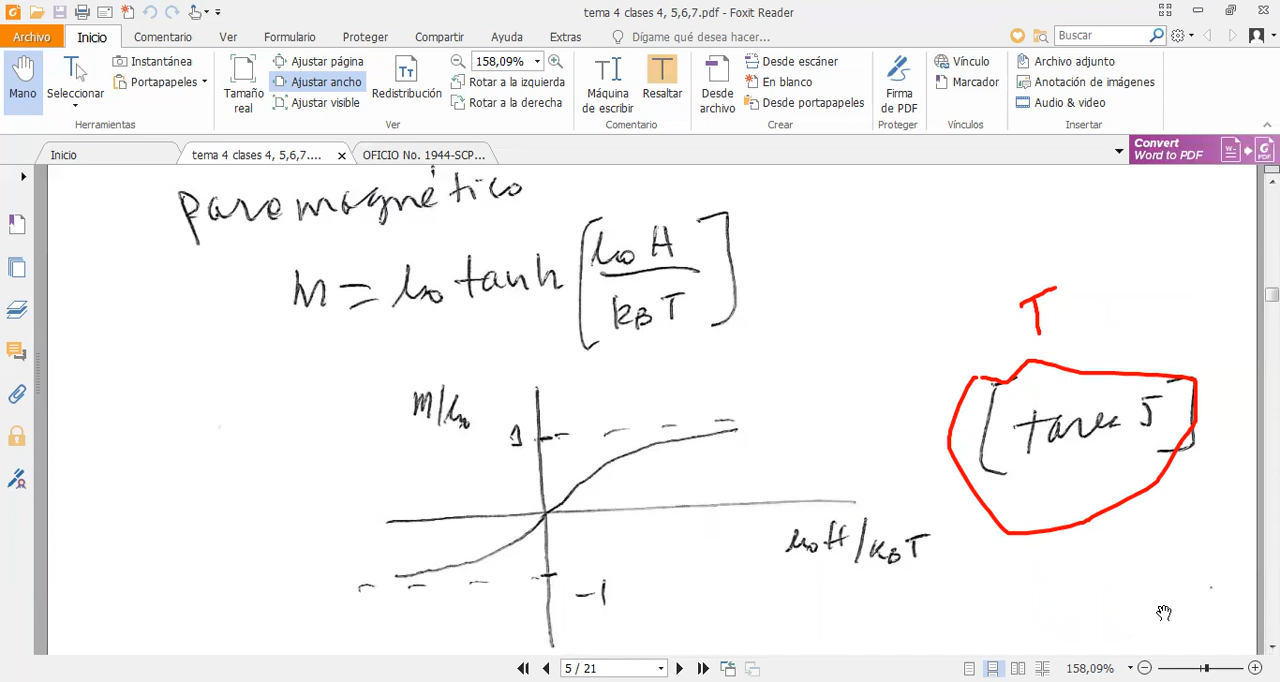 tema 4 clases 4, 5,6,7.pdf - Foxit Reader
Archivo Inicio Comentario Ver Formulario Proteger Compartir Ayuda Extras Dígame qué desea hacer... Buscar
Mano
Seleccionar
Instantánea
Portapapeles
Herramientas
Tamaño real
Ajustar página
Ajustar ancho
Ajustar visible
Redistribución
158,09%
Rotar a la izquierda
Rotar a la derecha
Ver
Máquina de escribir
Resaltar
Comentario
Desde archivo
Desde escáner
En blanco
Desde portapapeles
Crear
Firma de PDF
Proteger
Vínculo
Marcador
Vínculos
Archivo adjunto
Anotación de imágenes
Audio & video
Insertar
Inicio
tema 4 clases 4, 5,6,7....
OFICIO No. 1944-SCP...
Convert
Word to PDF
paramagnético
m = μ0 tanh [ μ0 H / kB T ]
T
[ tarea 5 ]
m/μ0
1
μ0 H / kB T
-1
5 / 21
158,09%